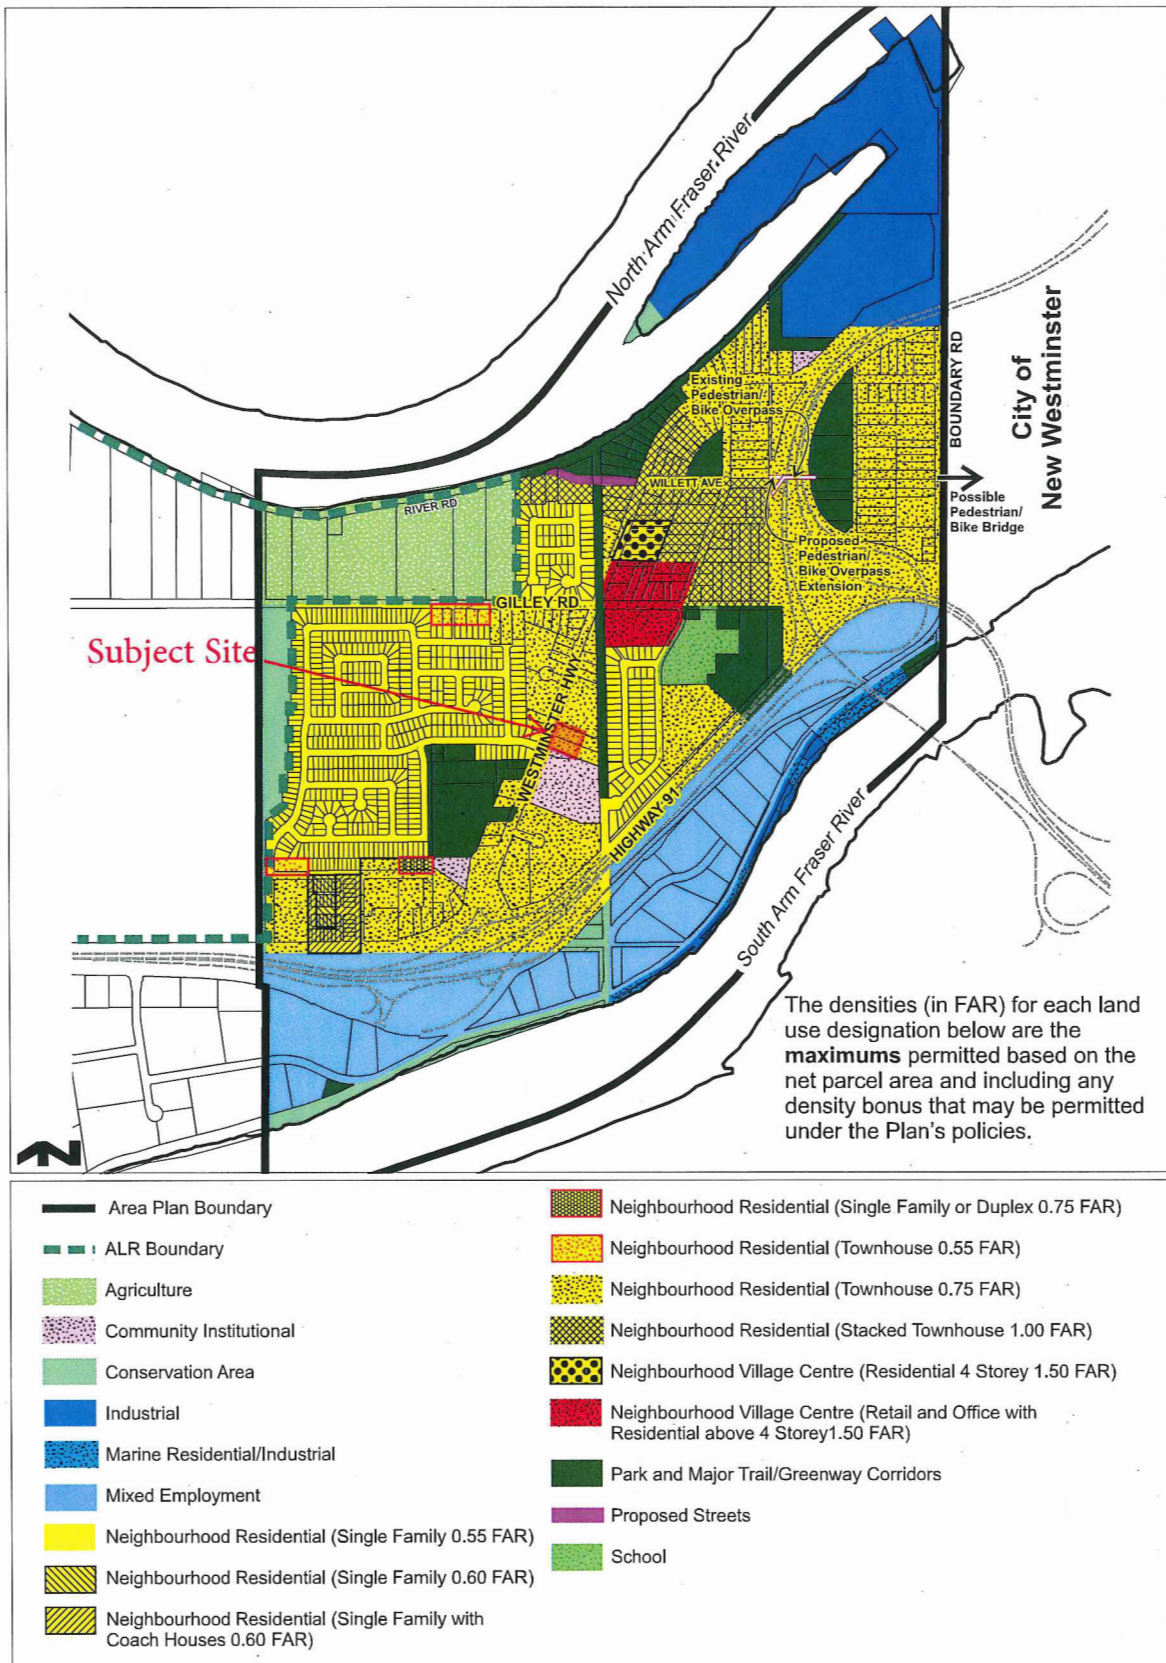 North Arm Fraser River
BOUNDARY RD
City of
New Westminster
Existing
Pedestrian/
Bike Overpass
WILLETT AVE
RIVER RD
Possible
Pedestrian/
Bike Bridge
Proposed
Pedestrian/
Bike Overpass
Extension
GILLEY RD
Subject Site
WESTMINSTER HWY
HIGHWAY 91
South Arm Fraser River
The densities (in FAR) for each land
use designation below are the
maximums permitted based on the
net parcel area and including any
density bonus that may be permitted
under the Plan's policies.
N
Area Plan Boundary
ALR Boundary
Agriculture
Community Institutional
Conservation Area
Industrial
Marine Residential/Industrial
Mixed Employment
Neighbourhood Residential (Single Family 0.55 FAR)
Neighbourhood Residential (Single Family 0.60 FAR)
Neighbourhood Residential (Single Family with
Coach Houses 0.60 FAR)
Neighbourhood Residential (Single Family or Duplex 0.75 FAR)
Neighbourhood Residential (Townhouse 0.55 FAR)
Neighbourhood Residential (Townhouse 0.75 FAR)
Neighbourhood Residential (Stacked Townhouse 1.00 FAR)
Neighbourhood Village Centre (Residential 4 Storey 1.50 FAR)
Neighbourhood Village Centre (Retail and Office with
Residential above 4 Storey1.50 FAR)
Park and Major Trail/Greenway Corridors
Proposed Streets
School